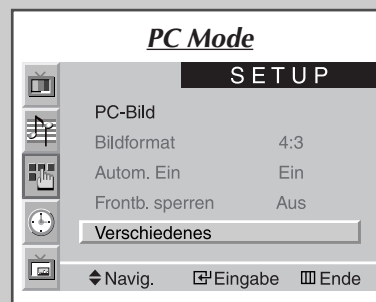 PC Mode
SETUP
PC-Bild
Bildformat 4:3
Autom. Ein Ein
Frontb. sperren Aus
Verschiedenes
Navig. Eingabe Ende